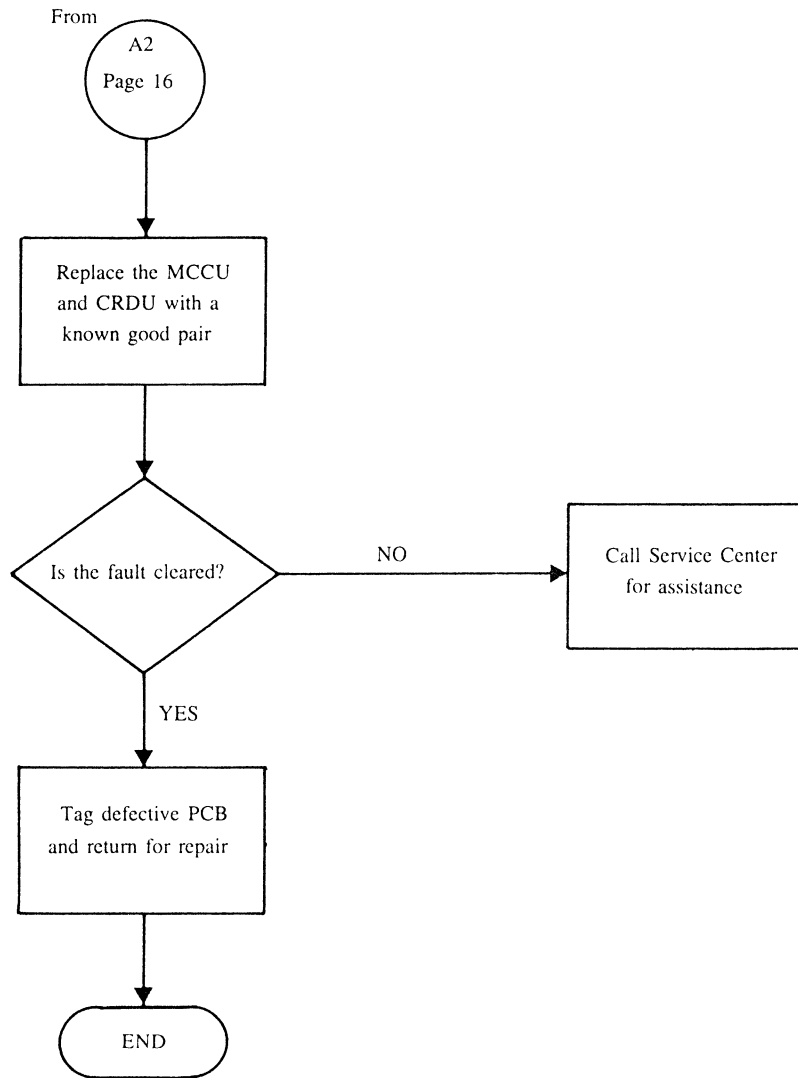 From
A2
Page 16
Replace the MCCU
and CRDU with a
known good pair
Is the fault cleared?
NO
Call Service Center
for assistance
YES
Tag defective PCB
and return for repair
END